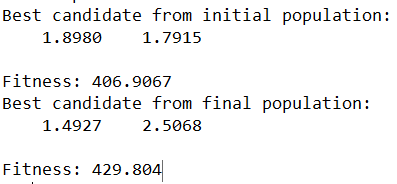 Best candidate from initial population:
1.8980 1.7915
Fitness: 406.9067
Best candidate from final population:
1.4927 2.5068
Fitness: 429.804